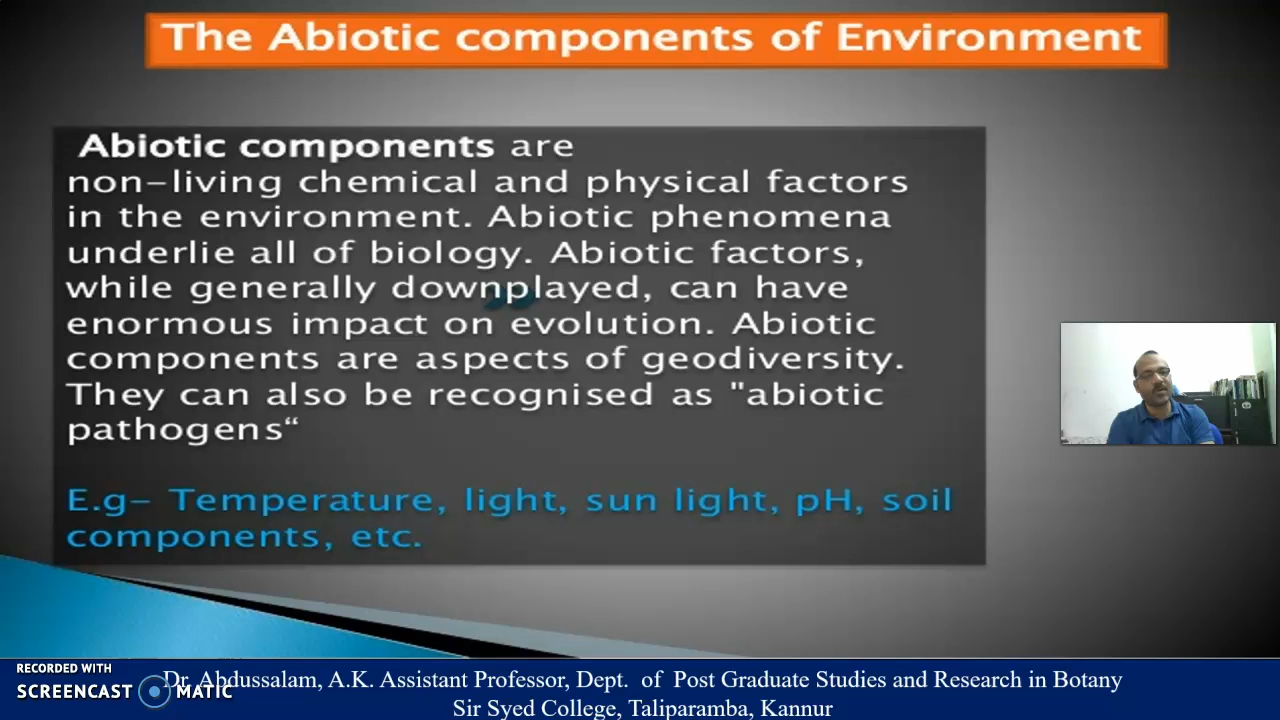 The Abiotic components of Environment
Abiotic components are
non-living chemical and physical factors
in the environment. Abiotic phenomena
underlie all of biology. Abiotic factors,
while generally downplayed, can have
enormous impact on evolution. Abiotic
components are aspects of geodiversity.
They can also be recognised as "abiotic
pathogens“
E.g- Temperature, light, sun light, pH, soil
components, etc.
RECORDED WITH
SCREENCAST MATIC
Dr. Abdussalam, A.K. Assistant Professor, Dept. of Post Graduate Studies and Research in Botany
Sir Syed College, Taliparamba, Kannur